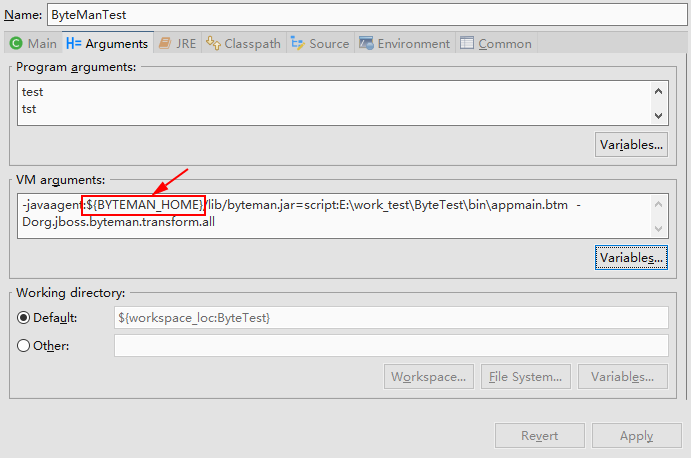 Name: ByteManTest
Main Arguments JRE Classpath Source Environment Common
Program arguments:
test
tst
Variables...
VM arguments:
-javaagent:${BYTEMAN_HOME}/lib/byteman.jar=script:E:\work_test\ByteTest\bin\appmain.btm -
Dorg.jboss.byteman.transform.all
Variables...
Working directory:
Default: ${workspace_loc:ByteTest}
Other:
Workspace... File System... Variables...
Revert Apply